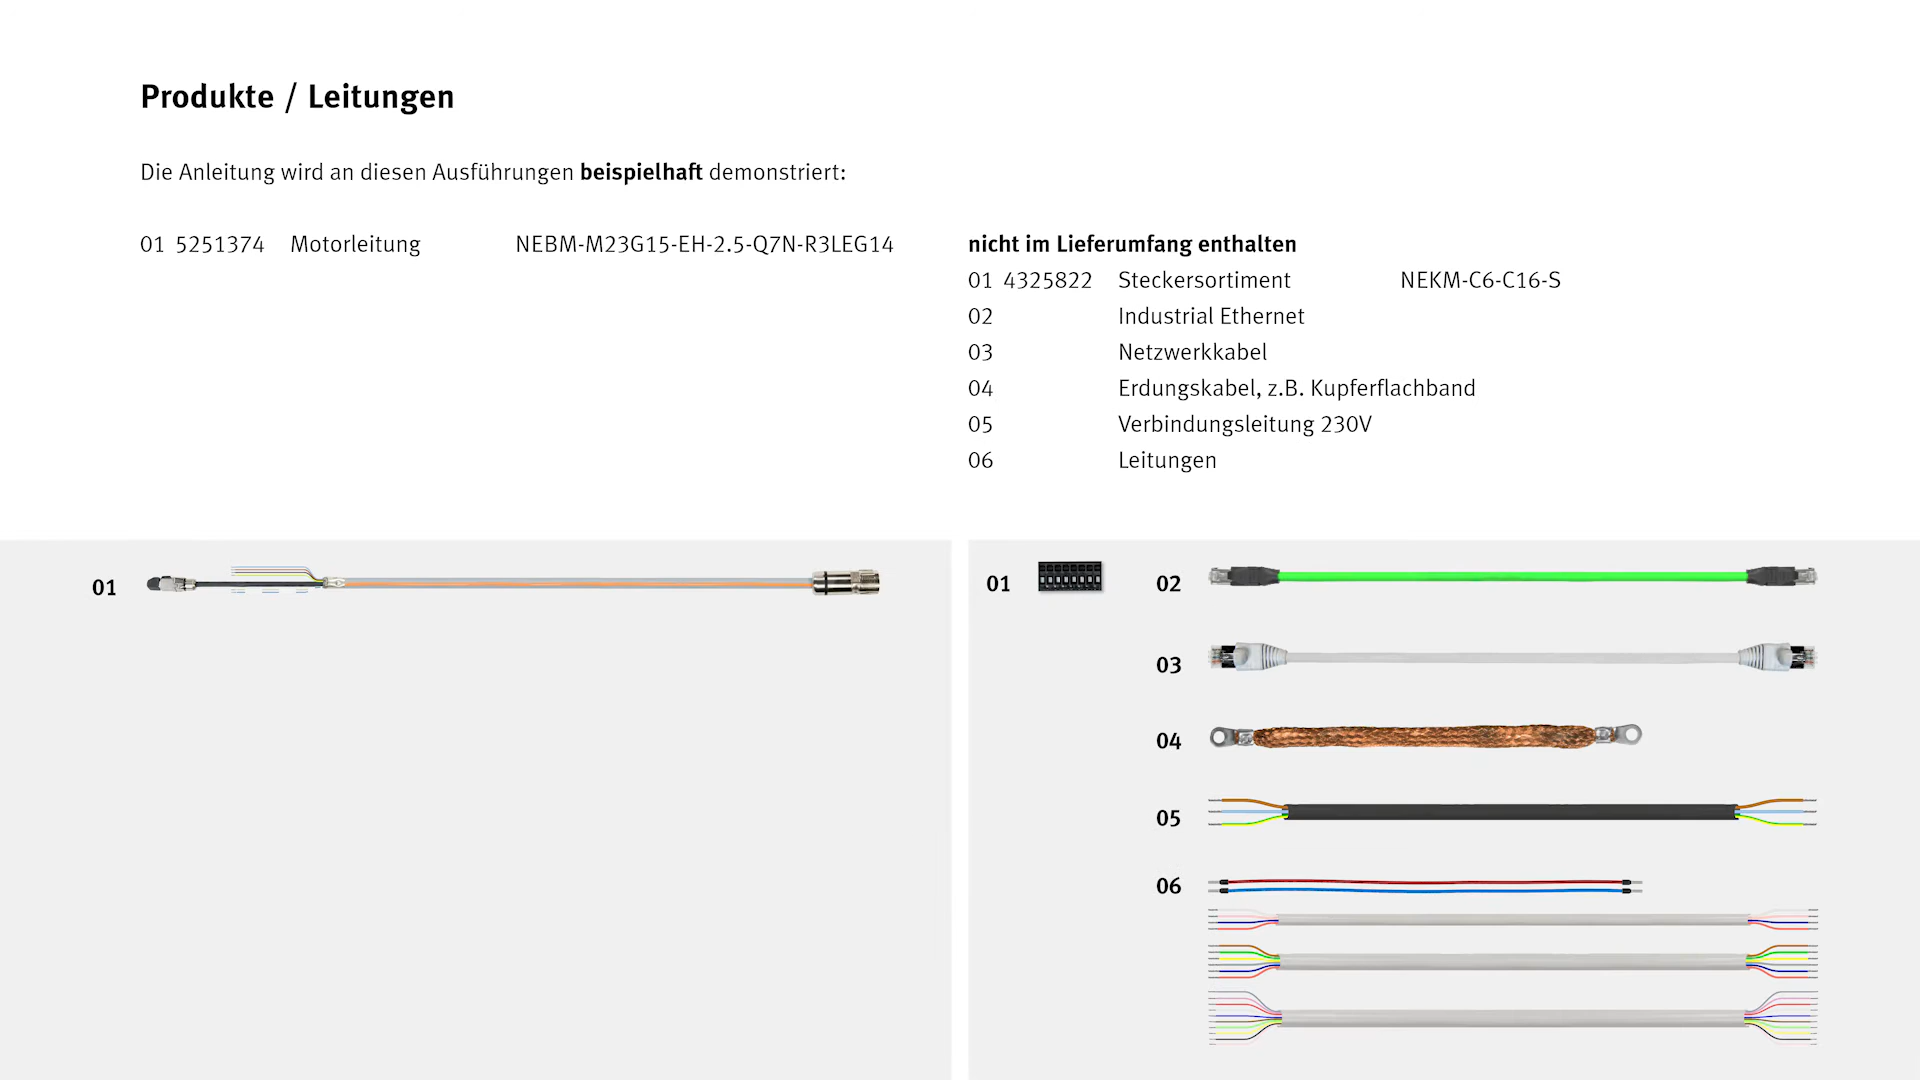 Produkte / Leitungen
Die Anleitung wird an diesen Ausführungen beispielhaft demonstriert:
01 5251374 Motorleitung NEBM-M23G15-EH-2.5-Q7N-R3LEG14
nicht im Lieferumfang enthalten
01 4325822 Steckersortiment NEKM-C6-C16-S
02 Industrial Ethernet
03 Netzwerkkabel
04 Erdungskabel, z.B. Kupferflachband
05 Verbindungsleitung 230V
06 Leitungen
01
01
02
03
04
05
06